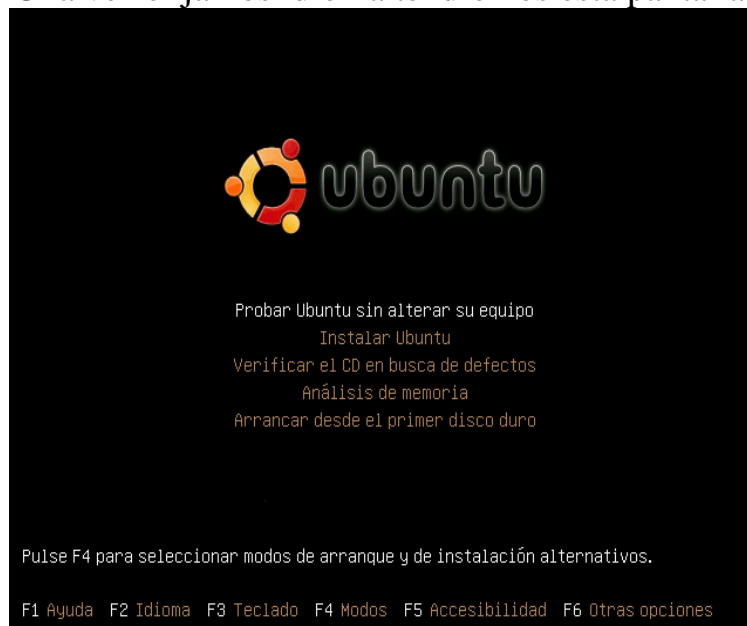 ubuntu
Probar Ubuntu sin alterar su equipo
Instalar Ubuntu
Verificar el CD en busca de defectos
Análisis de memoria
Arrancar desde el primer disco duro
Pulse F4 para seleccionar modos de arranque y de instalación alternativos.
F1 Ayuda F2 Idioma F3 Teclado F4 Modos F5 Accesibilidad F6 Otras opciones